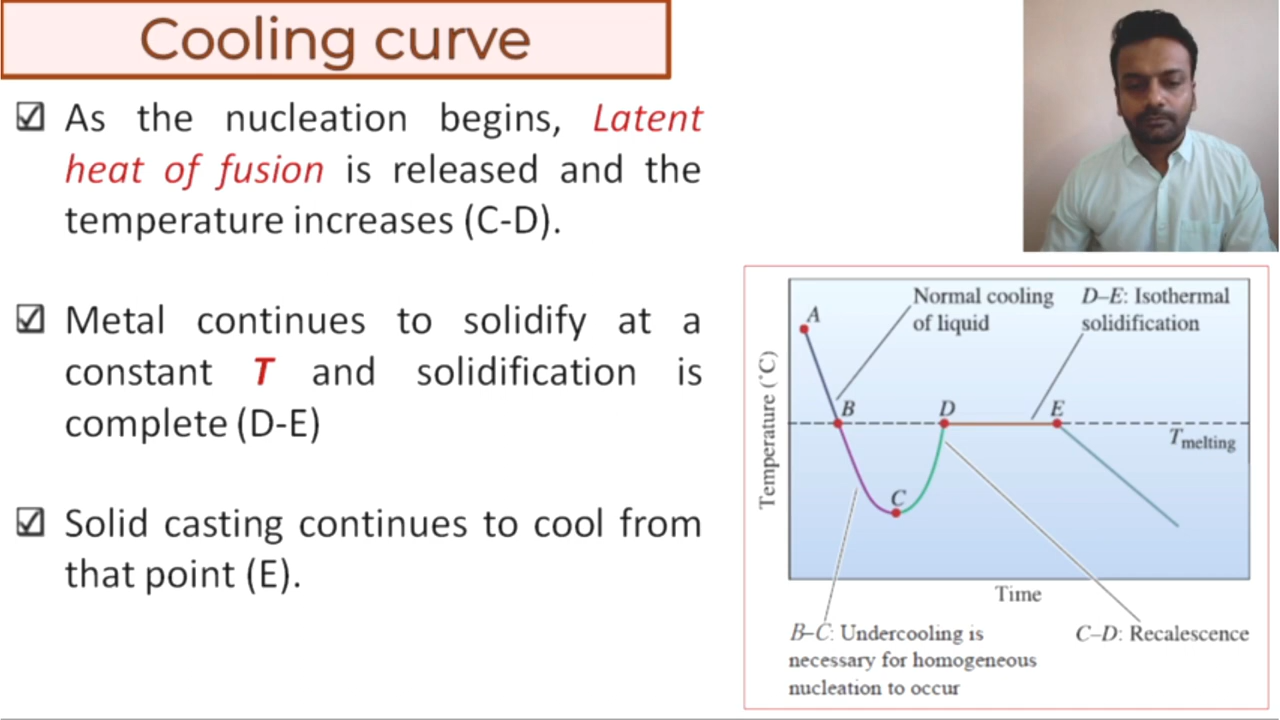 Cooling curve
☑ As the nucleation begins, Latent
heat of fusion is released and the
temperature increases (C-D).
☑ Metal continues to solidify at a
constant T and solidification is
complete (D-E)
☑ Solid casting continues to cool from
that point (E).
Normal cooling
of liquid
D–E: Isothermal
solidification
A
B
D
E
C
Tmelting
Temperature (°C)
Time
B–C: Undercooling is
necessary for homogeneous
nucleation to occur
C–D: Recalescence